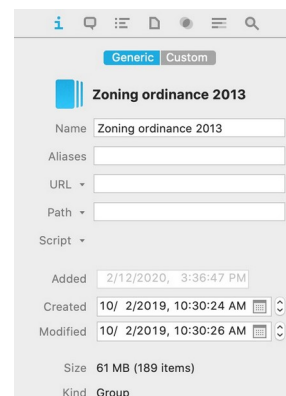 Generic Custom
Zoning ordinance 2013
Name Zoning ordinance 2013
Aliases
URL
Path
Script
Added 2/12/2020, 3:36:47 PM
Created 10/ 2/2019, 10:30:24 AM
Modified 10/ 2/2019, 10:30:26 AM
Size 61 MB (189 items)
Kind Group